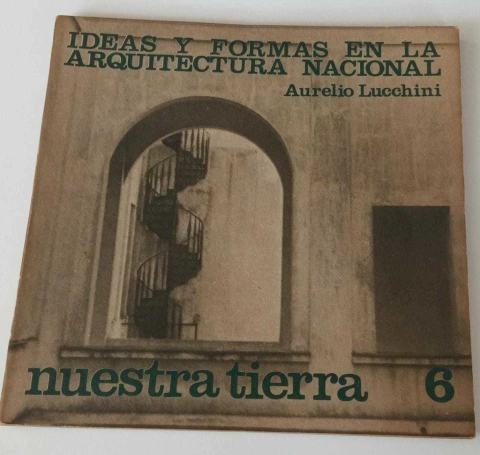 IDEAS Y FORMAS EN LA
ARQUITECTURA NACIONAL
Aurelio Lucchini
nuestra tierra 6